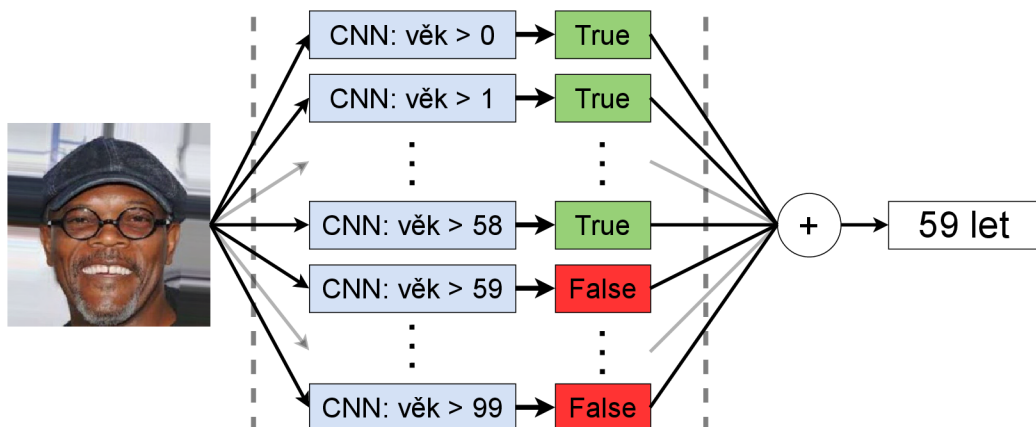 CNN: věk > 0
True
CNN: věk > 1
True
CNN: věk > 58
True
+
59 let
CNN: věk > 59
False
CNN: věk > 99
False